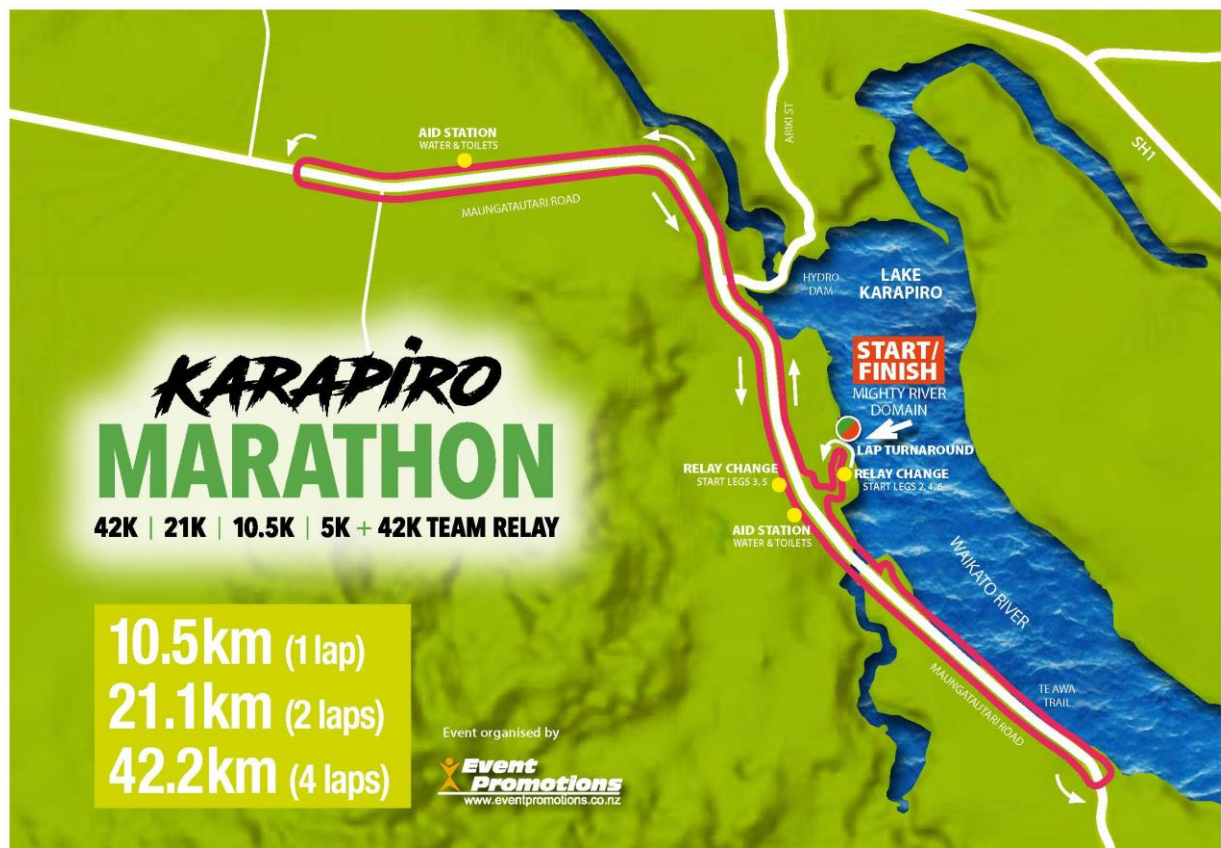 AID STATION
WATER & TOILETS
MAUNGATAUTARI ROAD
ARIKI ST
SH1
HYDRO
DAM
LAKE
KARAPIRO
START/
FINISH
MIGHTY RIVER
DOMAIN
LAP TURNAROUND
RELAY CHANGE
START LEGS 2, 4, 6
RELAY CHANGE
START LEGS 3, 5
AID STATION
WATER & TOILETS
WAIKATO RIVER
TE AWA
TRAIL
MAUNGATAUTARI ROAD
KARAPIRO
MARATHON
42K | 21K | 10.5K | 5K + 42K TEAM RELAY
10.5km (1 lap)
21.1km (2 laps)
42.2km (4 laps)
Event organised by
Event
Promotions
www.eventpromotions.co.nz